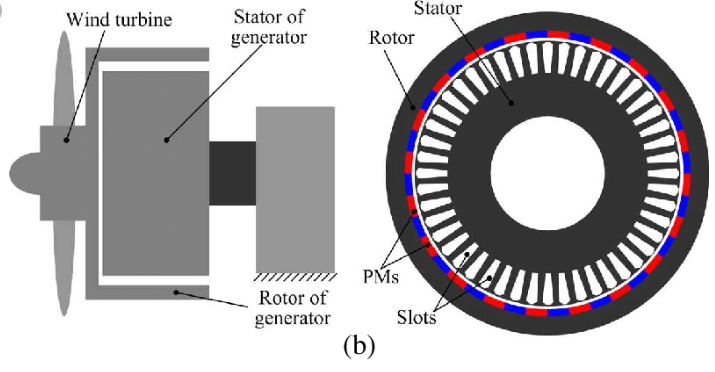 Wind turbine
Stator of
generator
Rotor of
generator
Stator
Rotor
PMs
Slots
(b)